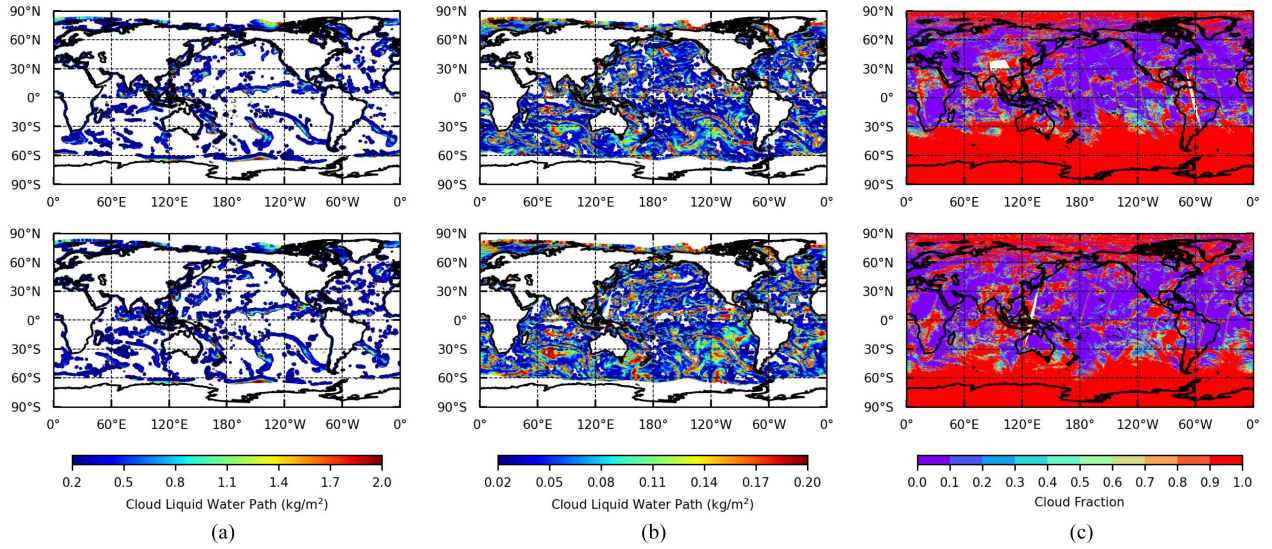 90°N
60°N
30°N
0°
30°S
60°S
90°S
0° 60°E 120°E 180° 120°W 60°W 0°
90°N
60°N
30°N
0°
30°S
60°S
90°S
0° 60°E 120°E 180° 120°W 60°W 0°
90°N
60°N
30°N
0°
30°S
60°S
90°S
0° 60°E 120°E 180° 120°W 60°W 0°
90°N
60°N
30°N
0°
30°S
60°S
90°S
0° 60°E 120°E 180° 120°W 60°W 0°
90°N
60°N
30°N
0°
30°S
60°S
90°S
0° 60°E 120°E 180° 120°W 60°W 0°
90°N
60°N
30°N
0°
30°S
60°S
90°S
0° 60°E 120°E 180° 120°W 60°W 0°
0.2 0.5 0.8 1.1 1.4 1.7 2.0
Cloud Liquid Water Path (kg/m²)
(a)
0.02 0.05 0.08 0.11 0.14 0.17 0.20
Cloud Liquid Water Path (kg/m²)
(b)
0.0 0.1 0.2 0.3 0.4 0.5 0.6 0.7 0.8 0.9 1.0
Cloud Fraction
(c)